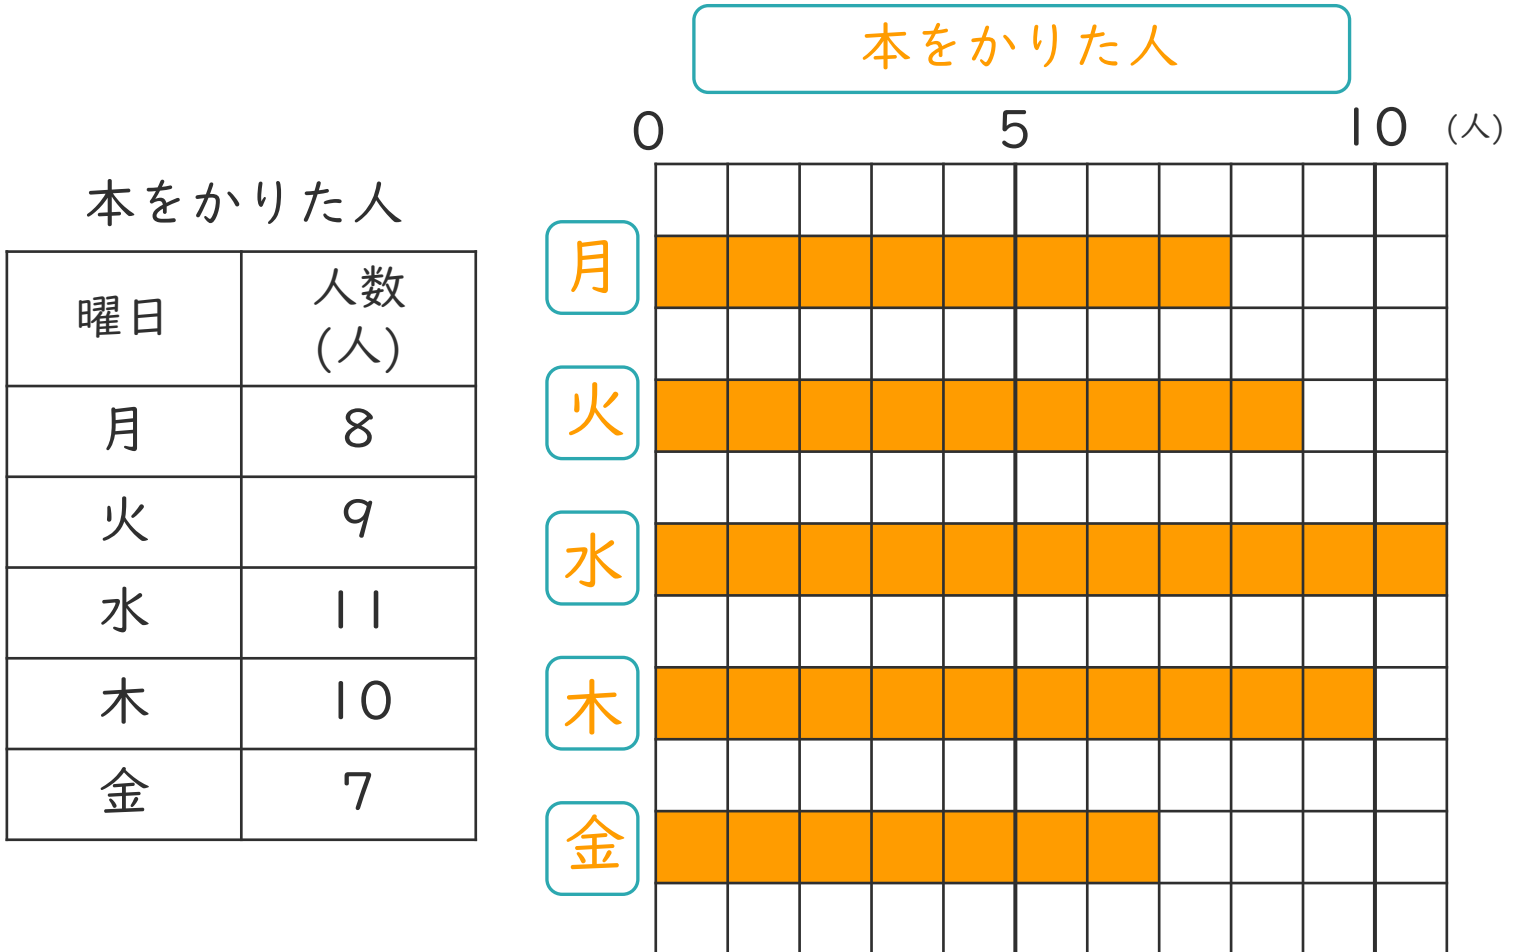 本をかりた人
曜日 人数(人)
月 8
火 9
水 11
木 10
金 7
本をかりた人
0 5 10 (人)
月
火
水
木
金